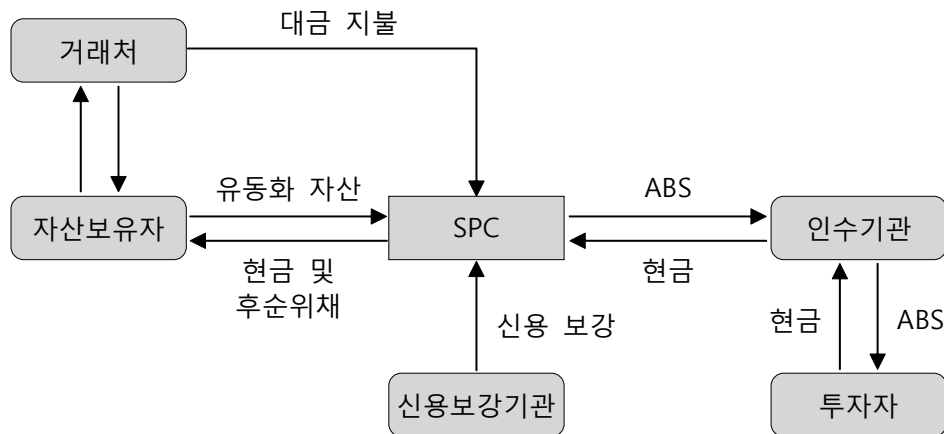 대금 지불
거래처
유동화 자산
ABS
자산보유자
SPC
인수기관
현금 및
후순위채
현금
신용 보강
현금
ABS
신용보강기관
투자자